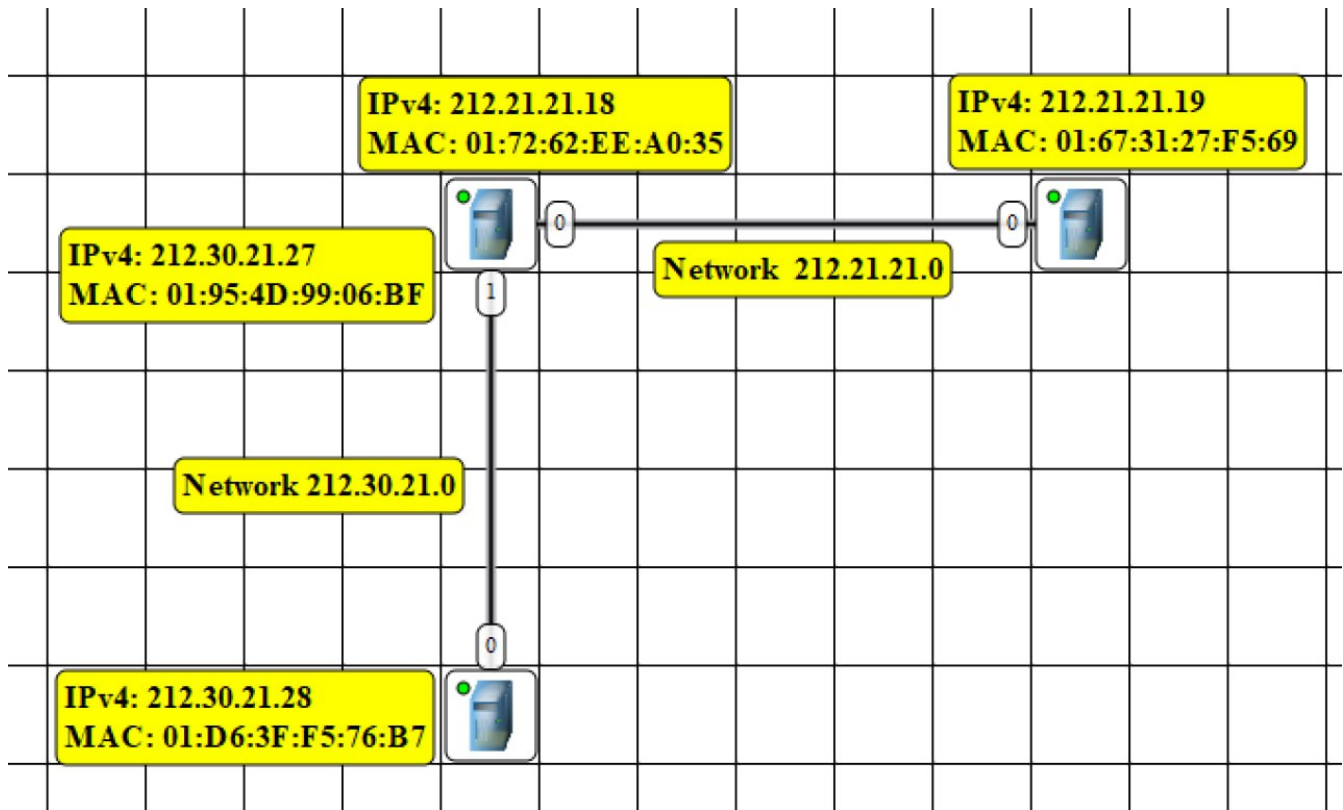 IPv4: 212.21.21.18
MAC: 01:72:62:EE:A0:35
IPv4: 212.21.21.19
MAC: 01:67:31:27:F5:69
0
0
IPv4: 212.30.21.27
MAC: 01:95:4D:99:06:BF
Network 212.21.21.0
1
Network 212.30.21.0
0
IPv4: 212.30.21.28
MAC: 01:D6:3F:F5:76:B7